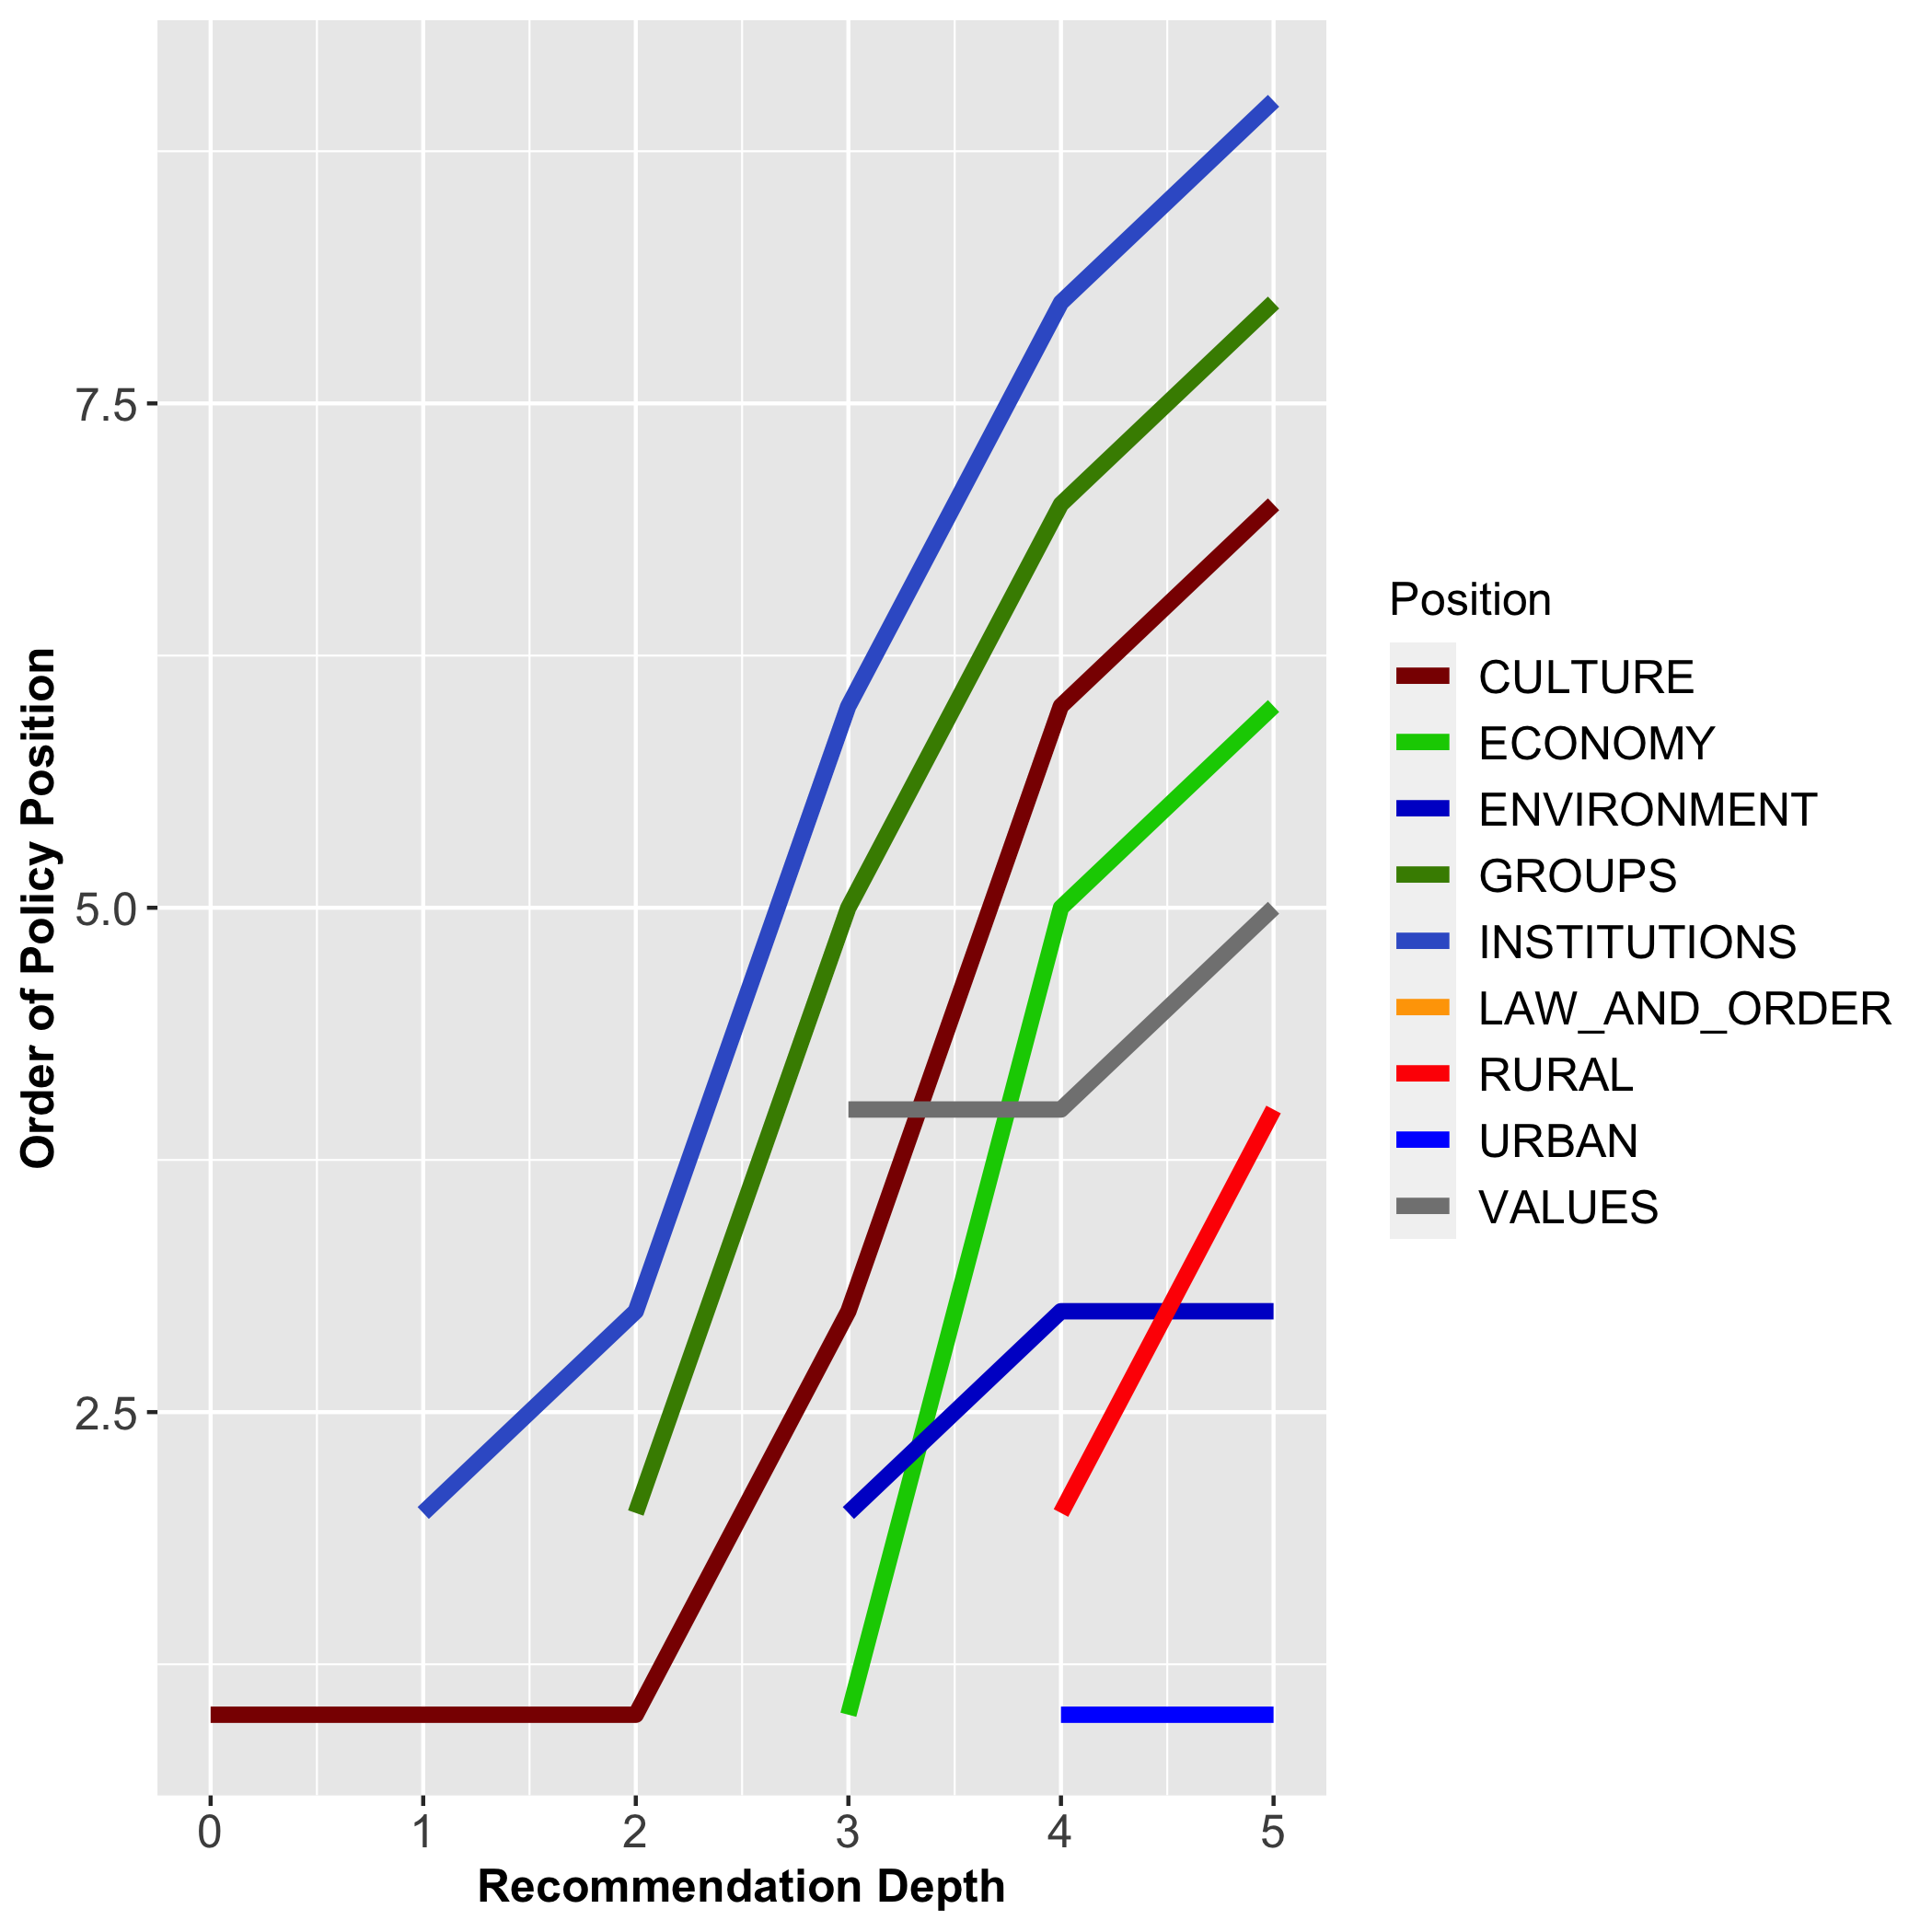 Order of Policy Position
7.5
5.0
2.5
0 1 2 3 4 5
Recommendation Depth
Position
CULTURE
ECONOMY
ENVIRONMENT
GROUPS
INSTITUTIONS
LAW_AND_ORDER
RURAL
URBAN
VALUES